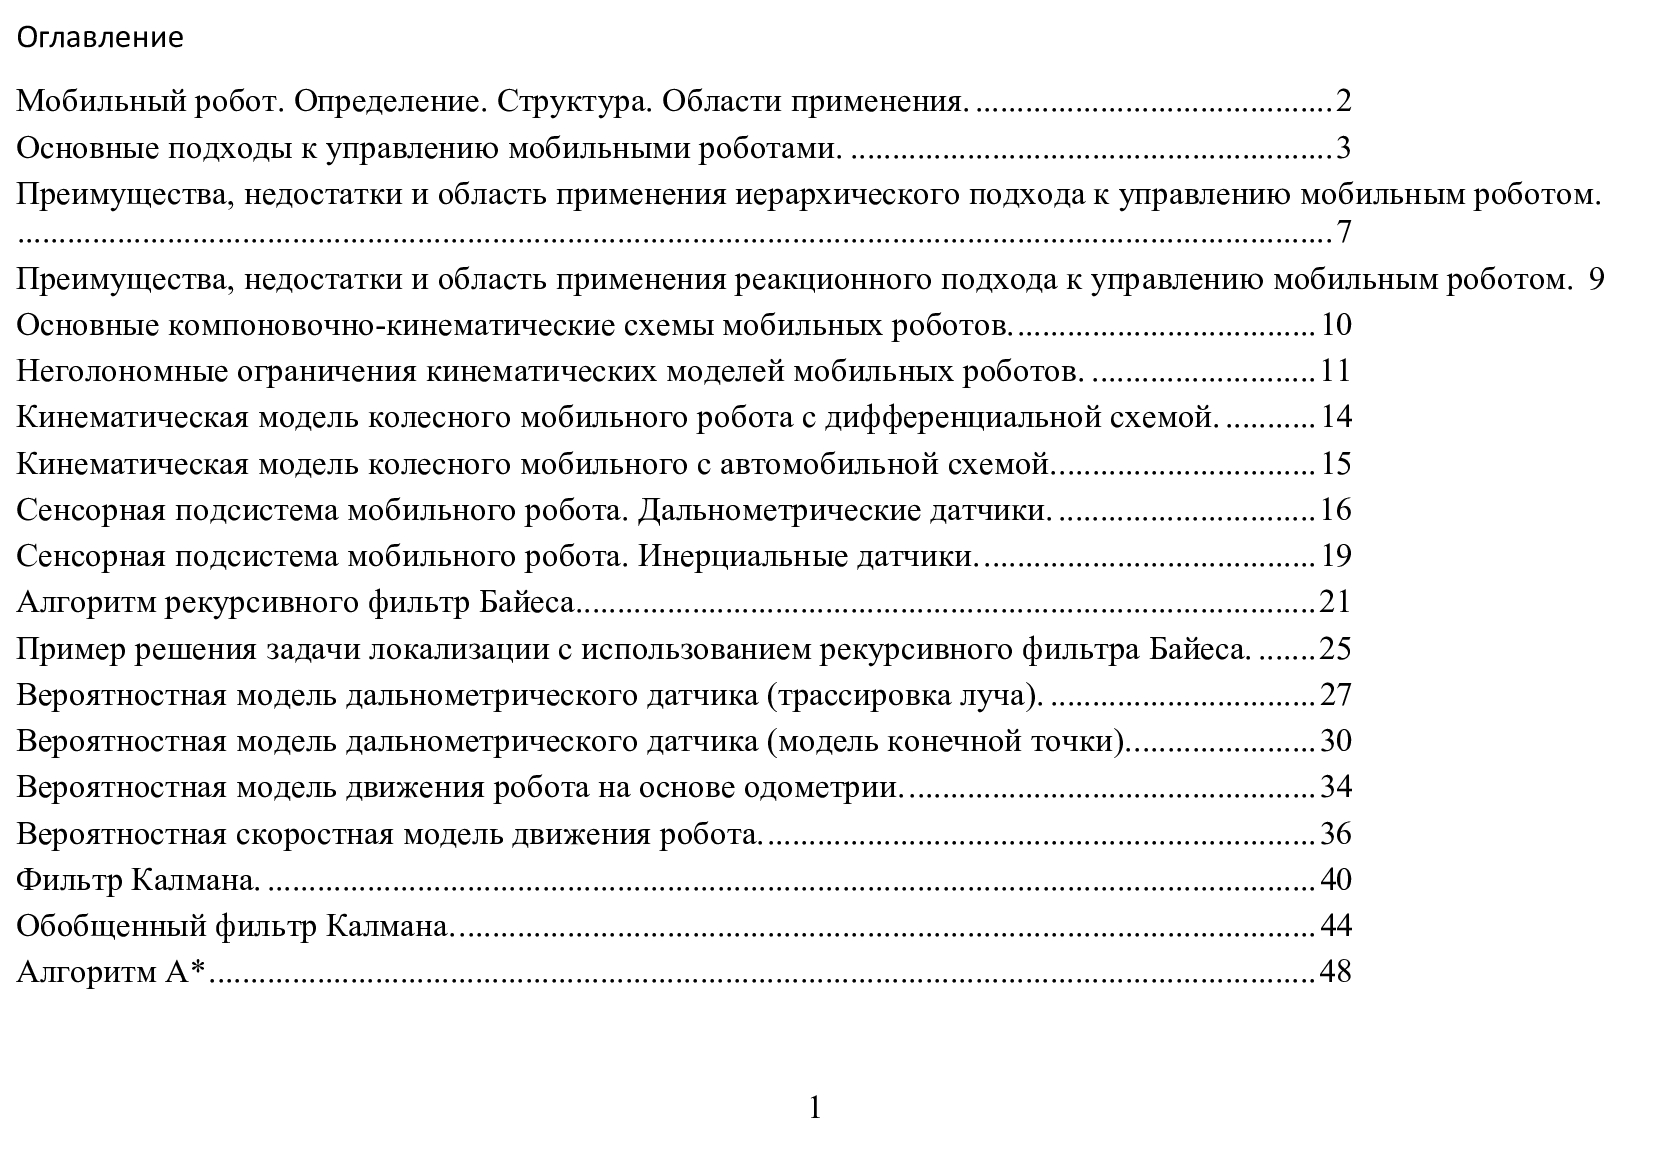 Оглавление
Мобильный робот. Определение. Структура. Области применения. ........................................... 2
Основные подходы к управлению мобильными роботами. .......................................................... 3
Преимущества, недостатки и область применения иерархического подхода к управлению мобильным роботом.
............................................................................................................................................................... 7
Преимущества, недостатки и область применения реакционного подхода к управлению мобильным роботом. 9
Основные компоновочно-кинематические схемы мобильных роботов. .................................... 10
Неголономные ограничения кинематических моделей мобильных роботов. ........................... 11
Кинематическая модель колесного мобильного робота с дифференциальной схемой. ........... 14
Кинематическая модель колесного мобильного с автомобильной схемой. ............................... 15
Сенсорная подсистема мобильного робота. Дальнометрические датчики. ............................... 16
Сенсорная подсистема мобильного робота. Инерциальные датчики. ........................................ 19
Алгоритм рекурсивного фильтр Байеса. ........................................................................................ 21
Пример решения задачи локализации с использованием рекурсивного фильтра Байеса. ....... 25
Вероятностная модель дальнометрического датчика (трассировка луча). ................................ 27
Вероятностная модель дальнометрического датчика (модель конечной точки). ...................... 30
Вероятностная модель движения робота на основе одометрии. ................................................. 34
Вероятностная скоростная модель движения робота. .................................................................. 36
Фильтр Калмана. .............................................................................................................................. 40
Обобщенный фильтр Калмана. ....................................................................................................... 44
Алгоритм A* ..................................................................................................................................... 48
1